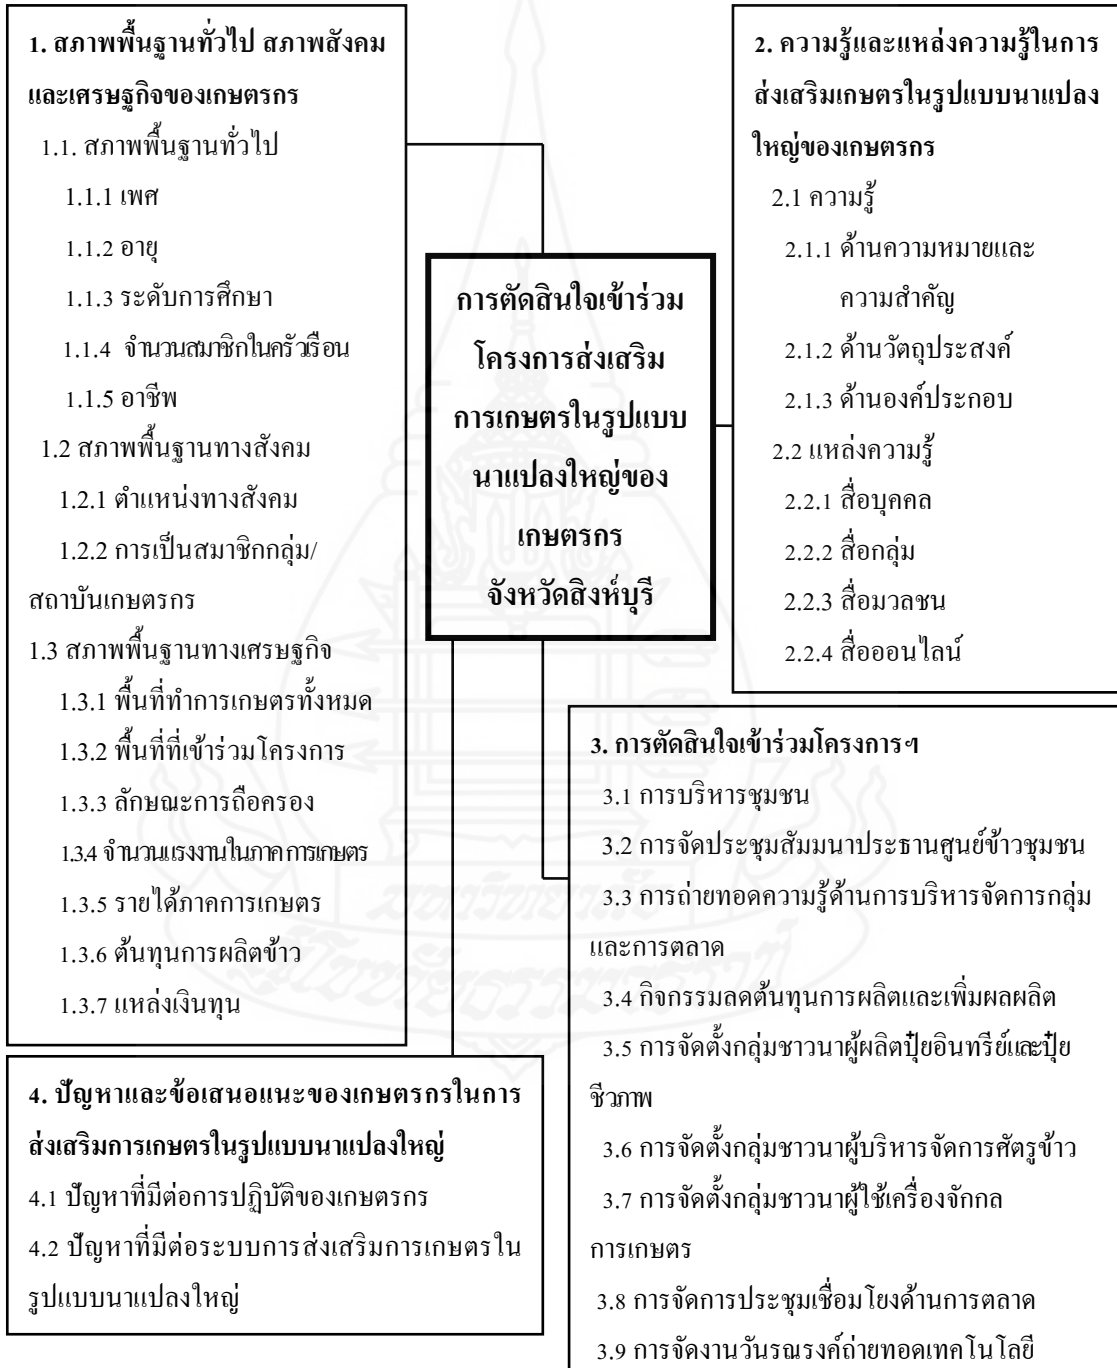 1. สภาพพื้นฐานทั่วไป สภาพสังคม
และเศรษฐกิจของเกษตรกร
1.1. สภาพพื้นฐานทั่วไป
1.1.1 เพศ
1.1.2 อายุ
1.1.3 ระดับการศึกษา
1.1.4 จำนวนสมาชิกในครัวเรือน
1.1.5 อาชีพ
1.2 สภาพพื้นฐานทางสังคม
1.2.1 ตำแหน่งทางสังคม
1.2.2 การเป็นสมาชิกกลุ่ม/
สถาบันเกษตรกร
1.3 สภาพพื้นฐานทางเศรษฐกิจ
1.3.1 พื้นที่ทำการเกษตรทั้งหมด
1.3.2 พื้นที่ที่เข้าร่วมโครงการ
1.3.3 ลักษณะการถือครอง
1.3.4 จำนวนแรงงานในภาคการเกษตร
1.3.5 รายได้ภาคการเกษตร
1.3.6 ต้นทุนการผลิตข้าว
1.3.7 แหล่งเงินทุน
การตัดสินใจเข้าร่วม
โครงการส่งเสริม
การเกษตรในรูปแบบ
นาแปลงใหญ่ของ
เกษตรกร
จังหวัดสิงห์บุรี
2. ความรู้และแหล่งความรู้ในการ
ส่งเสริมเกษตรในรูปแบบนาแปลง
ใหญ่ของเกษตรกร
2.1 ความรู้
2.1.1 ด้านความหมายและ
ความสำคัญ
2.1.2 ด้านวัตถุประสงค์
2.1.3 ด้านองค์ประกอบ
2.2 แหล่งความรู้
2.2.1 สื่อบุคคล
2.2.2 สื่อกลุ่ม
2.2.3 สื่อมวลชน
2.2.4 สื่อออนไลน์
3. การตัดสินใจเข้าร่วมโครงการฯ
3.1 การบริหารชุมชน
3.2 การจัดประชุมสัมมนาประธานศูนย์ข้าวชุมชน
3.3 การถ่ายทอดความรู้ด้านการบริหารจัดการกลุ่ม
และการตลาด
3.4 กิจกรรมลดต้นทุนการผลิตและเพิ่มผลผลิต
3.5 การจัดตั้งกลุ่มชาวนาผู้ผลิตปุ๋ยอินทรีย์และปุ๋ย
ชีวภาพ
3.6 การจัดตั้งกลุ่มชาวนาผู้บริหารจัดการศัตรูข้าว
3.7 การจัดตั้งกลุ่มชาวนาผู้ใช้เครื่องจักกล
การเกษตร
3.8 การจัดการประชุมเชื่อมโยงด้านการตลาด
3.9 การจัดงานวันรณรงค์ถ่ายทอดเทคโนโลยี
4. ปัญหาและข้อเสนอแนะของเกษตรกรในการ
ส่งเสริมการเกษตรในรูปแบบนาแปลงใหญ่
4.1 ปัญหาที่มีต่อการปฏิบัติของเกษตรกร
4.2 ปัญหาที่มีต่อระบบการส่งเสริมการเกษตรใน
รูปแบบนาแปลงใหญ่
มหาวิทยาลัย
สุโขทัยธรรมาธิราช